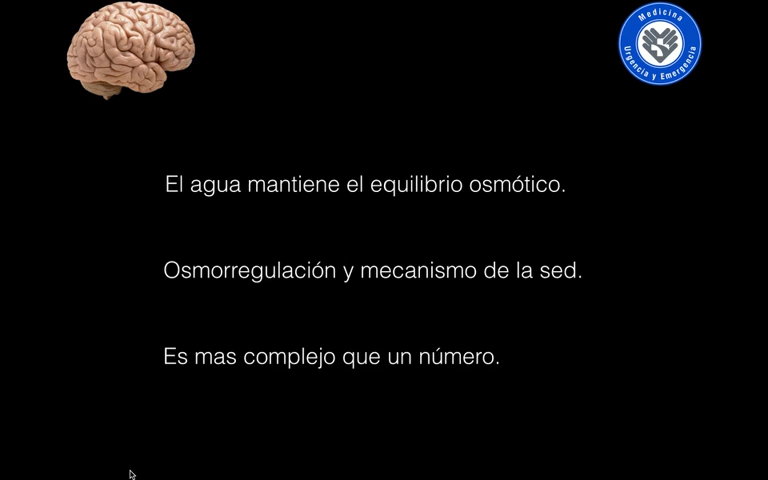 Medicina
Urgencia y Emergencia
El agua mantiene el equilibrio osmótico.
Osmorregulación y mecanismo de la sed.
Es mas complejo que un número.